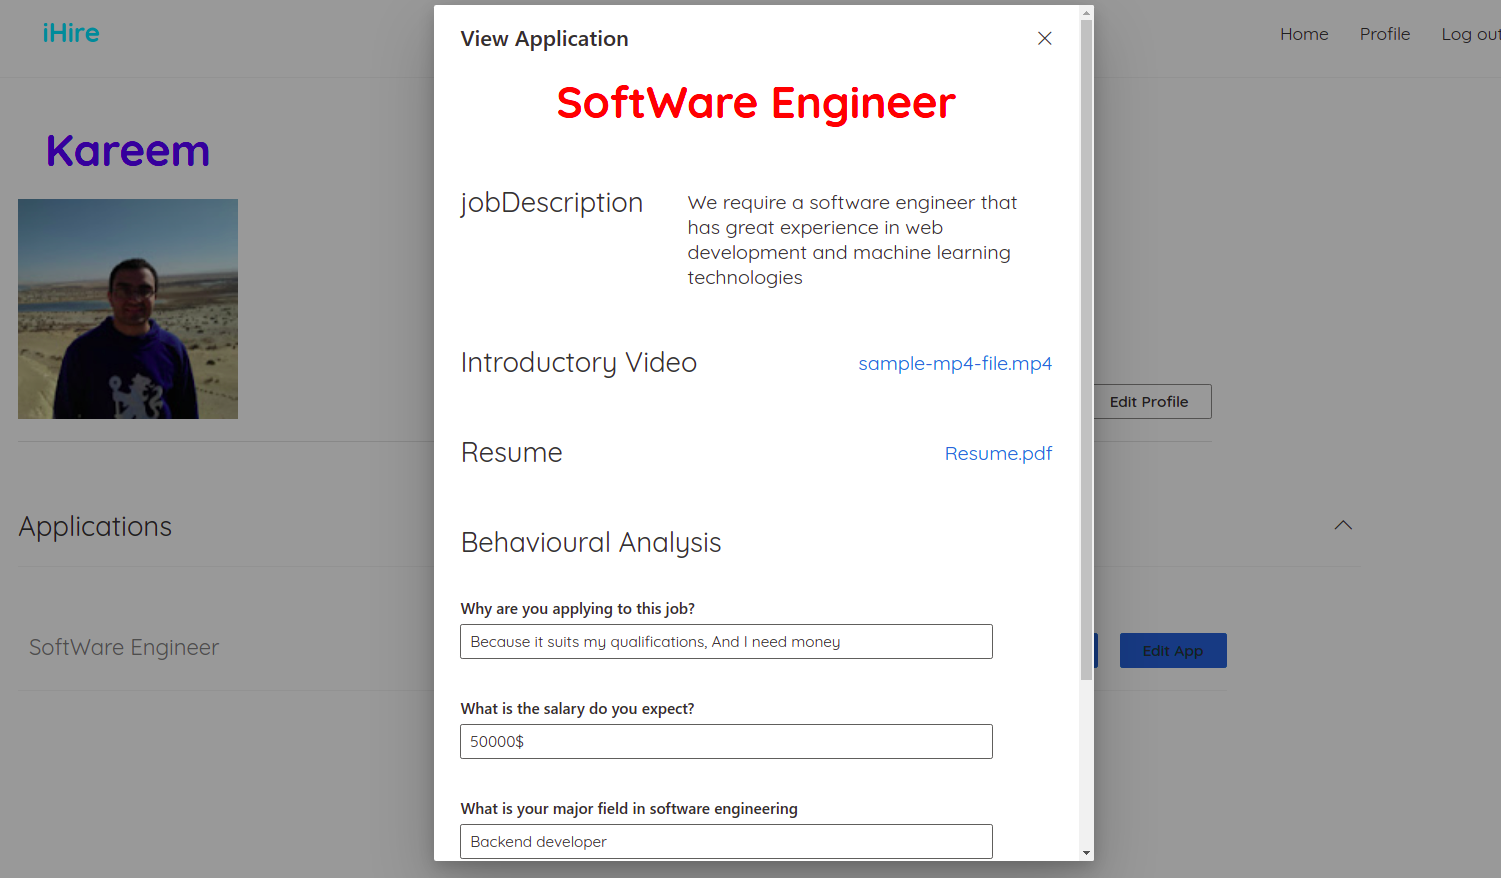 iHire
Home
Profile
Log out
Kareem
Edit Profile
Applications
SoftWare Engineer
Edit App
View Application
SoftWare Engineer
jobDescription
We require a software engineer that
has great experience in web
development and machine learning
technologies
Introductory Video
sample-mp4-file.mp4
Resume
Resume.pdf
Behavioural Analysis
Why are you applying to this job?
Because it suits my qualifications, And I need money
What is the salary do you expect?
50000$
What is your major field in software engineering
Backend developer